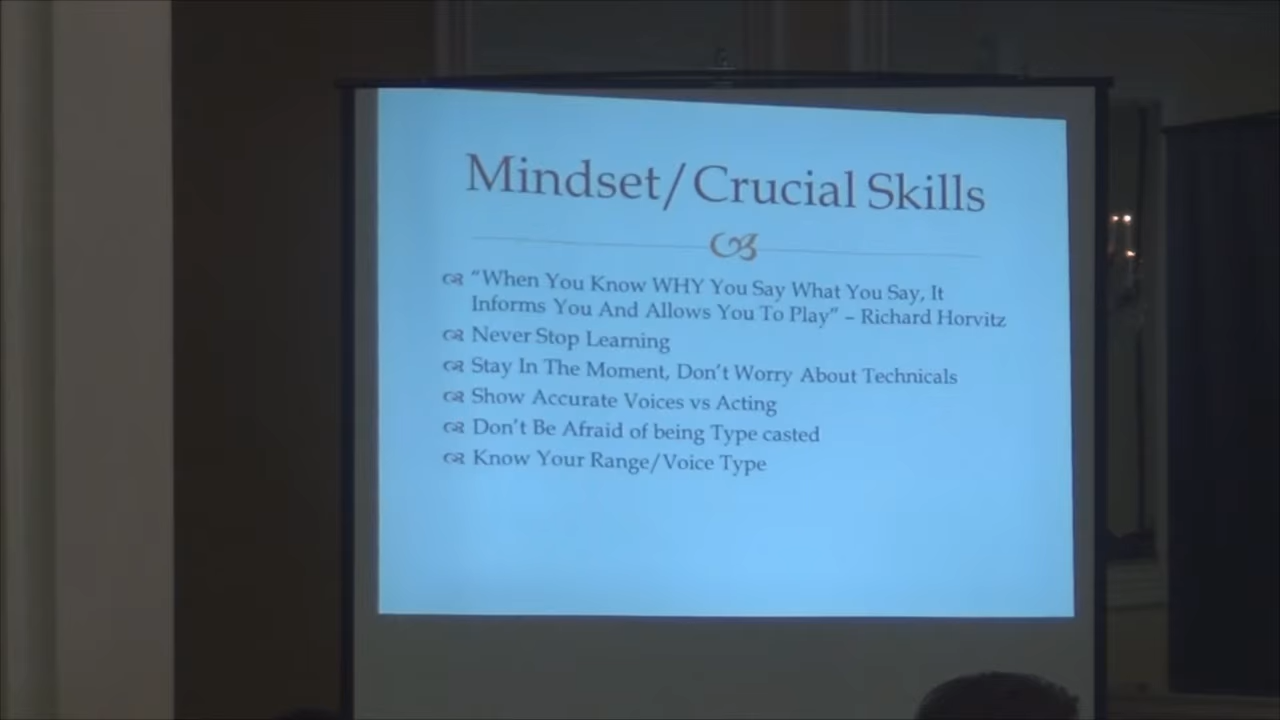 Mindset/Crucial Skills
“When You Know WHY You Say What You Say, It
Informs You And Allows You To Play” – Richard Horvitz
Never Stop Learning
Stay In The Moment, Don’t Worry About Technicals
Show Accurate Voices vs Acting
Don’t Be Afraid of being Type casted
Know Your Range/Voice Type